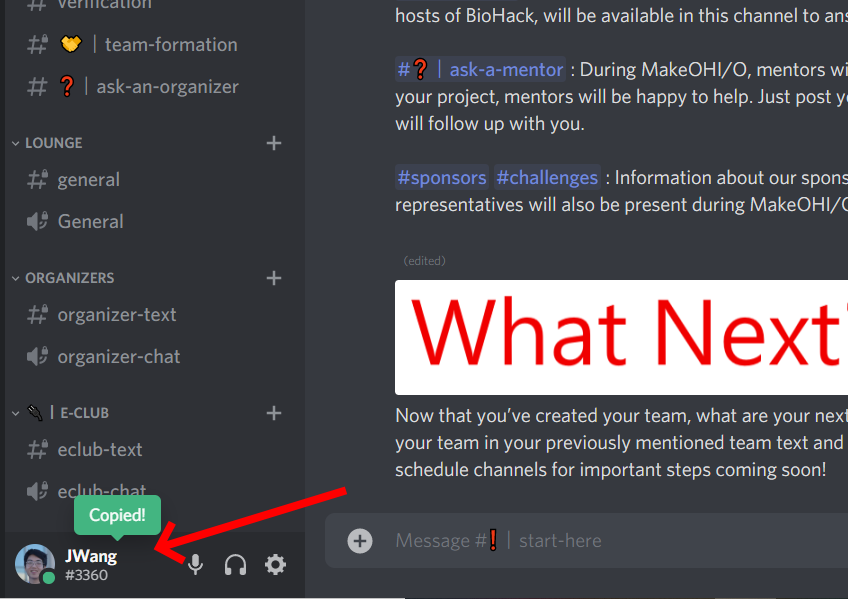 verification
team-formation
| ask-an-organizer
LOUNGE
general
General
ORGANIZERS
organizer-text
organizer-chat
| E-CLUB
eclub-text
eclub-chat
Copied!
JWang
#3360
hosts of BioHack, will be available in this channel to
#❓ | ask-a-mentor : During MakeOHI/O, mentors
your project, mentors will be happy to help. Just post
will follow up with you.
#sponsors #challenges : Information about our
representatives will also be present during MakeOHI/O
(edited)
What Next
Now that you've created your team, what are your next
your team in your previously mentioned team text and
schedule channels for important steps coming soon!
Message #❗ | start-here